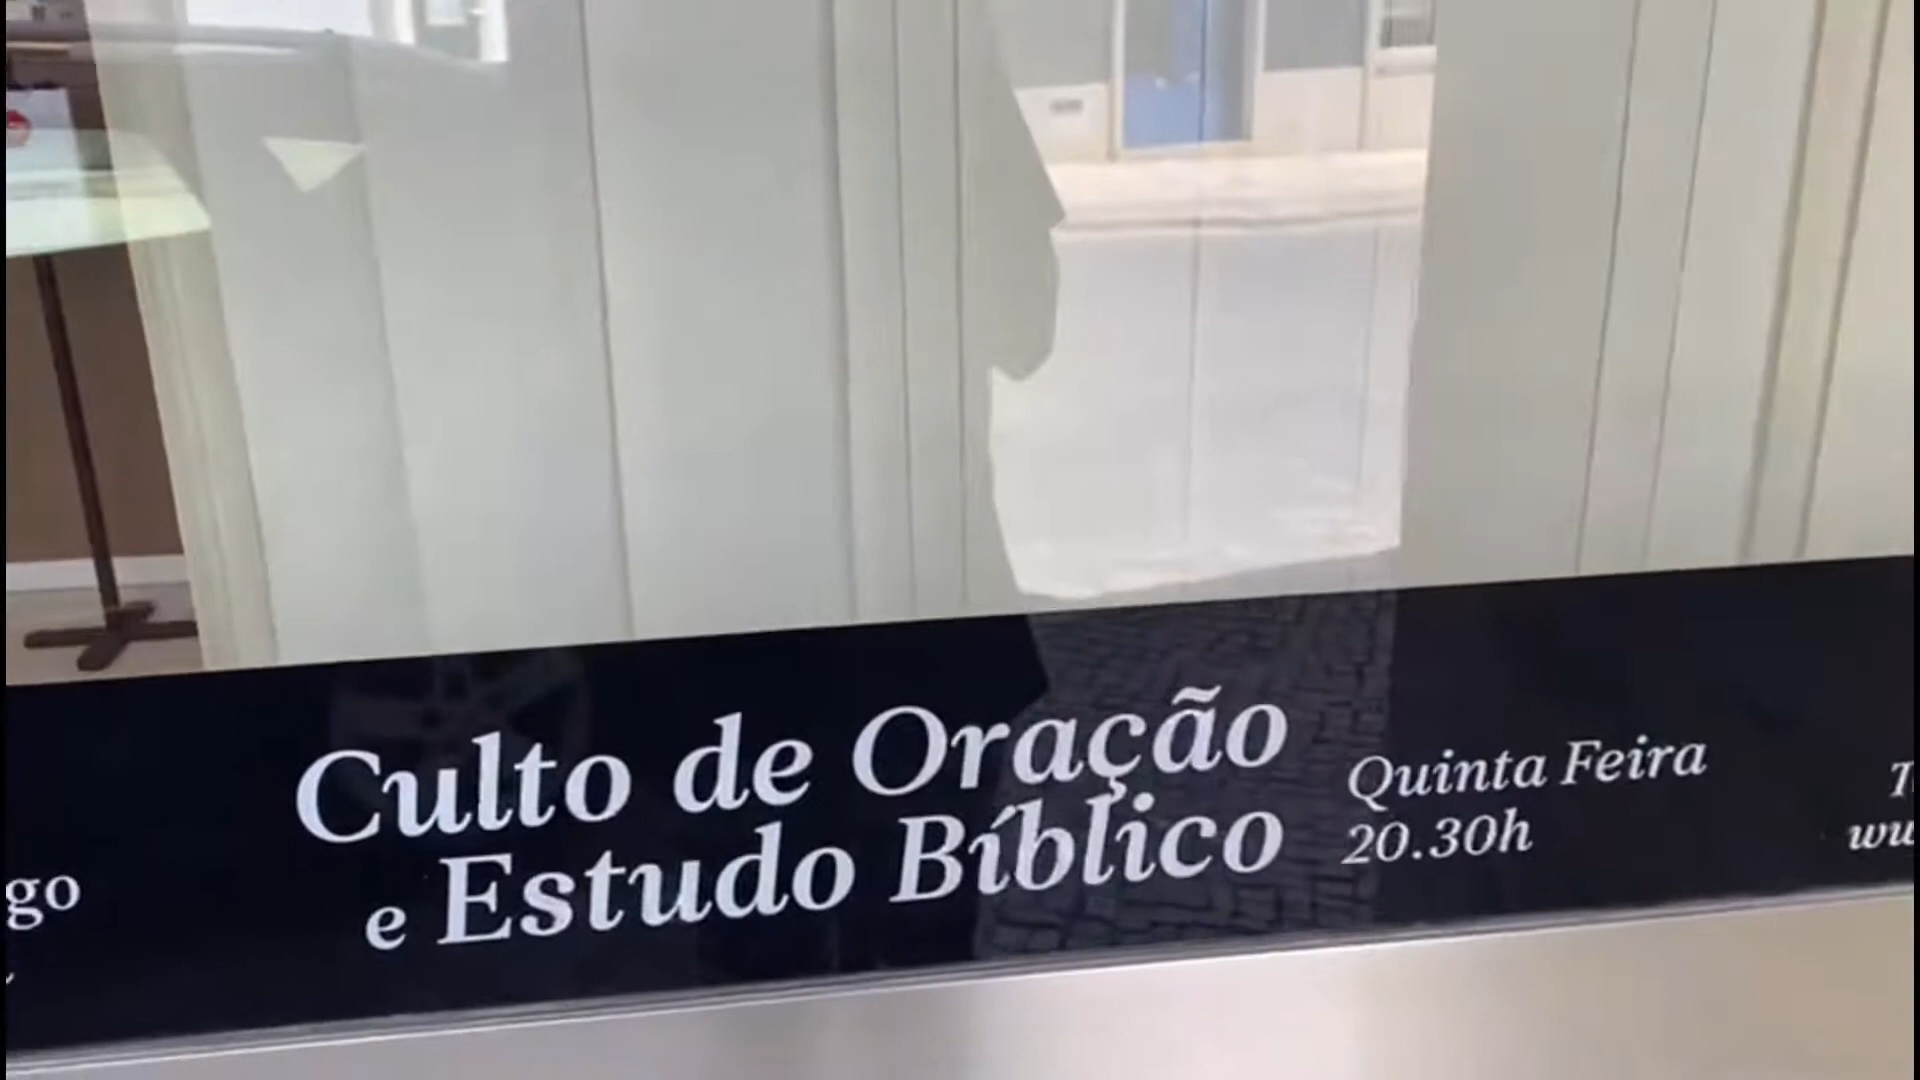 go
Culto de Oração
e Estudo Bíblico
Quinta Feira
20.30h